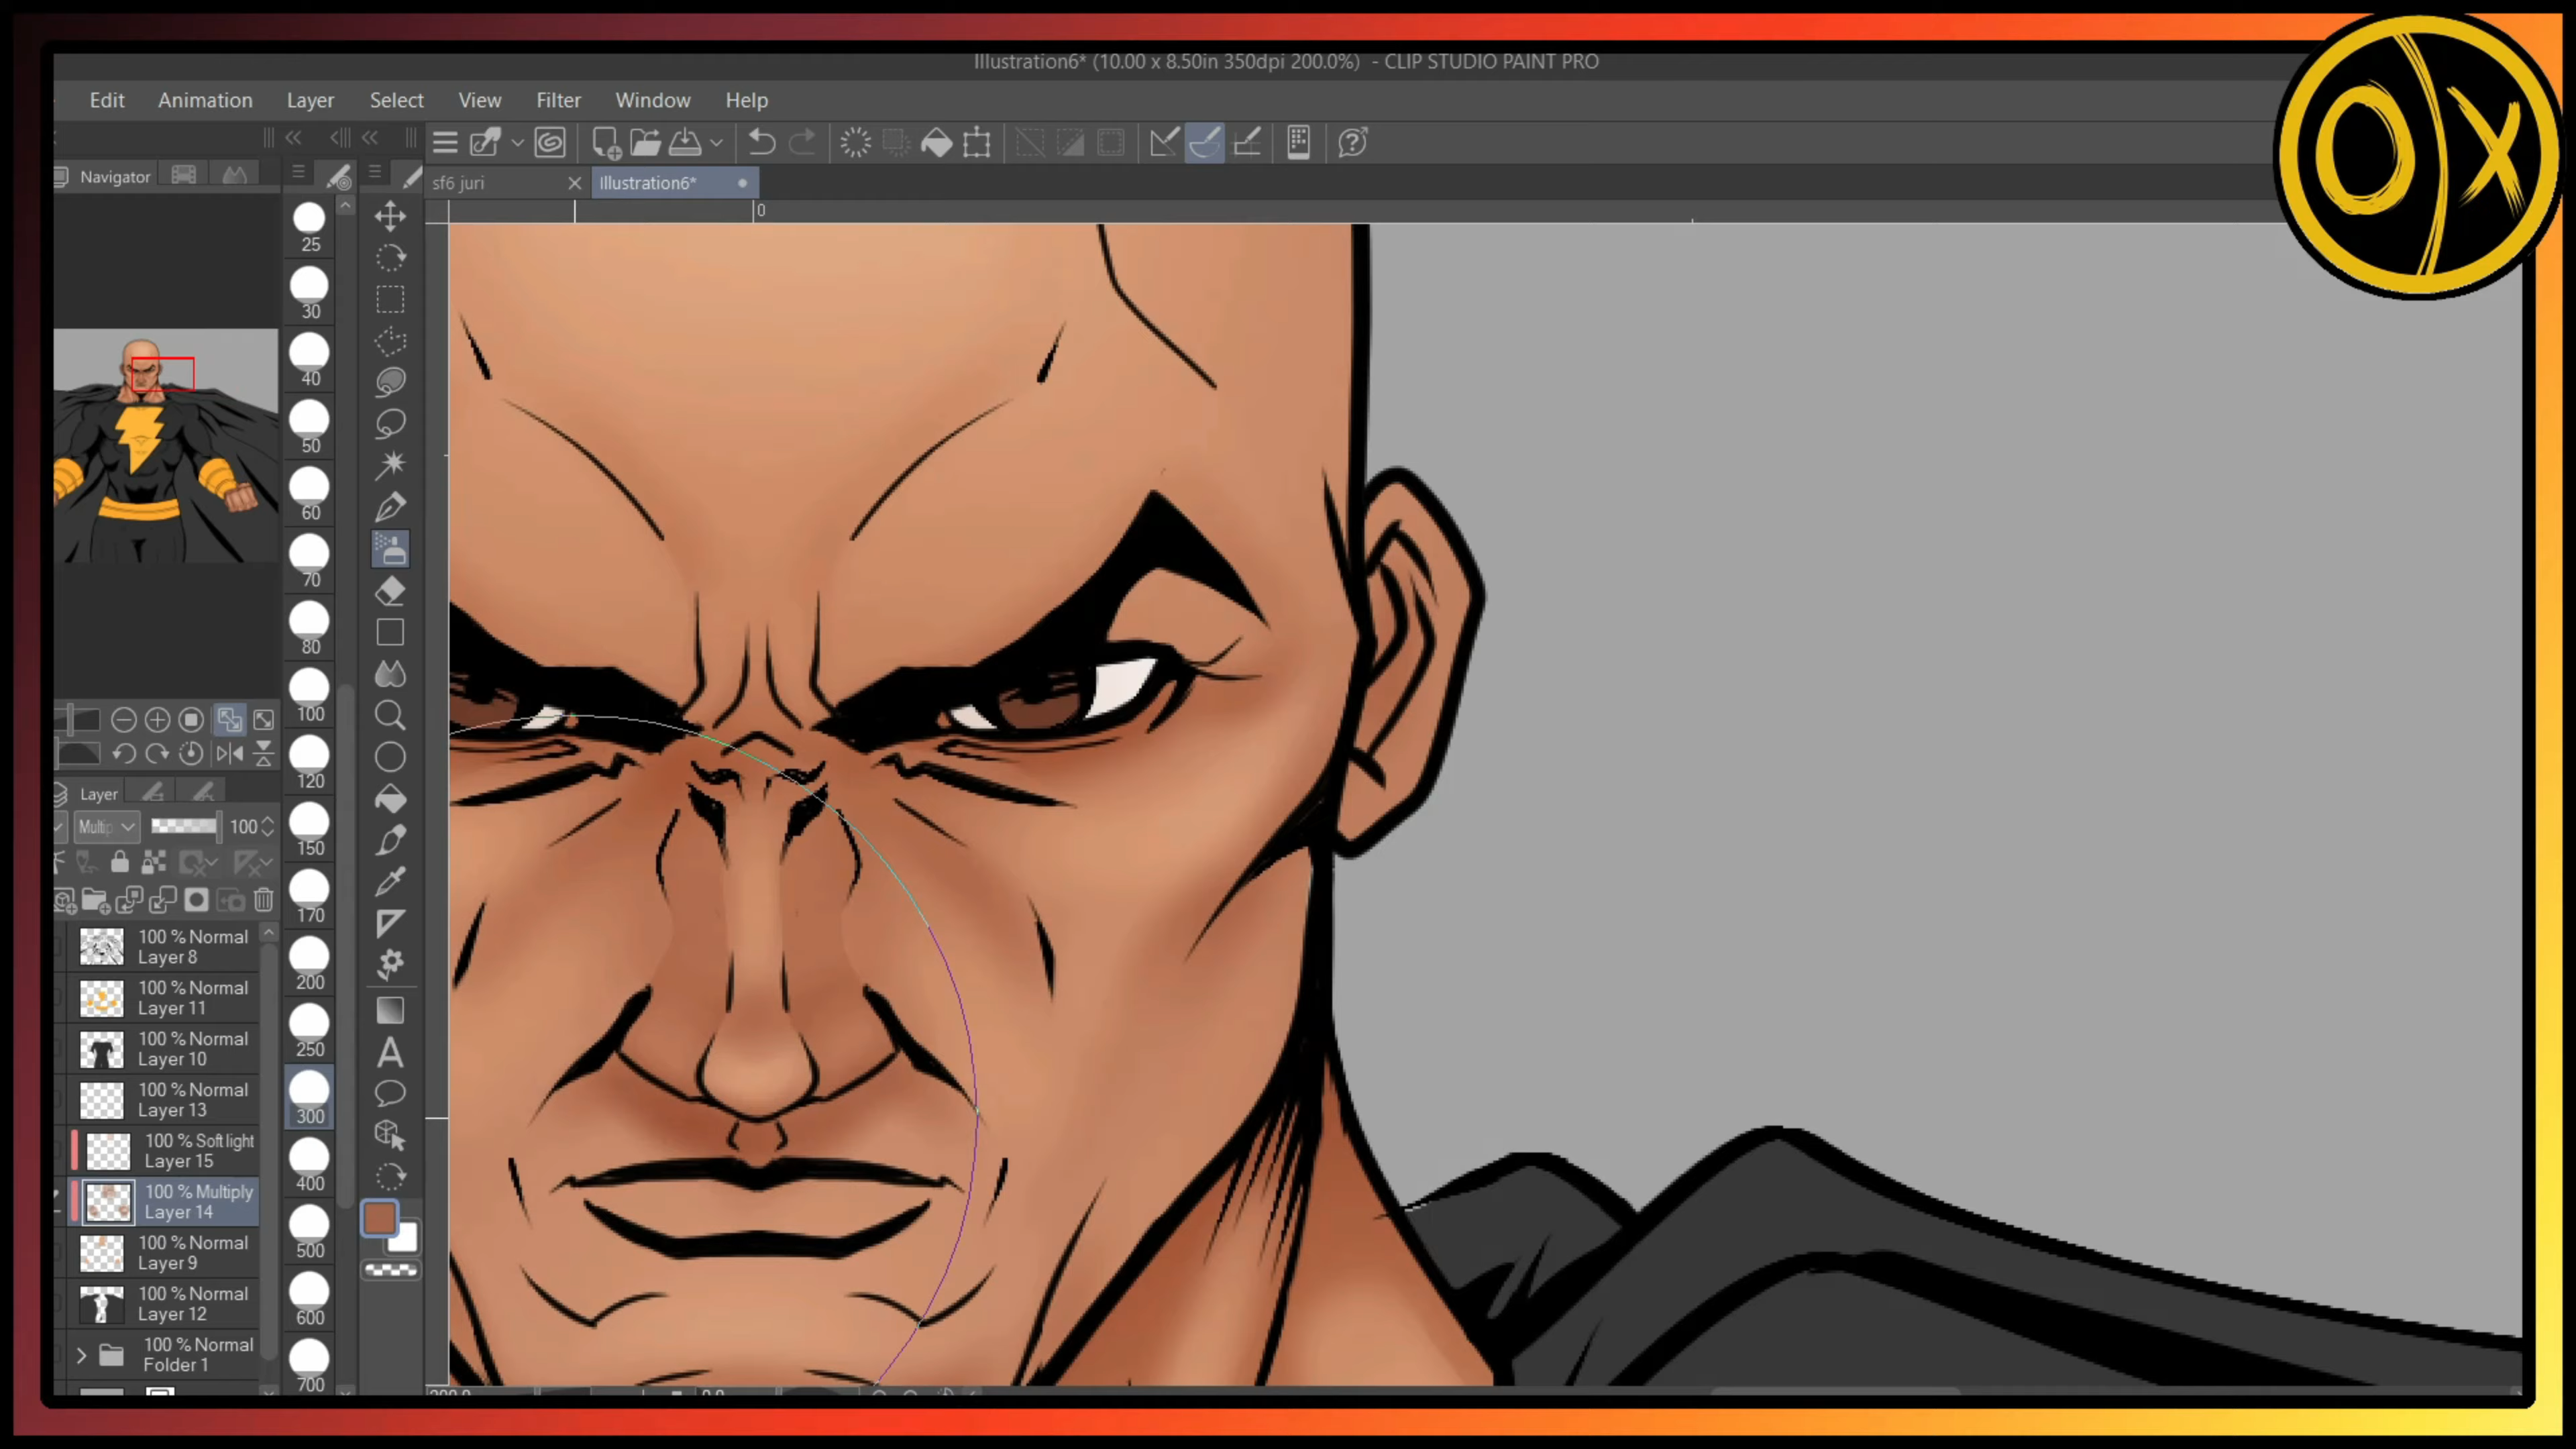 Illustration6* (10.00 x 8.50in 350dpi 200.0%) - CLIP STUDIO PAINT PRO
Edit Animation Layer Select View Filter Window Help
OX
Navigator
sf6 juri
Illustration6*
0
25
30
40
50
60
70
80
100
120
150
170
200
250
300
400
500
600
700
A
Layer
Multip
100
100 % Normal
Layer 8
100 % Normal
Layer 11
100 % Normal
Layer 10
100 % Normal
Layer 13
100 % Soft light
Layer 15
100 % Multiply
Layer 14
100 % Normal
Layer 9
100 % Normal
Layer 12
100 % Normal
Folder 1